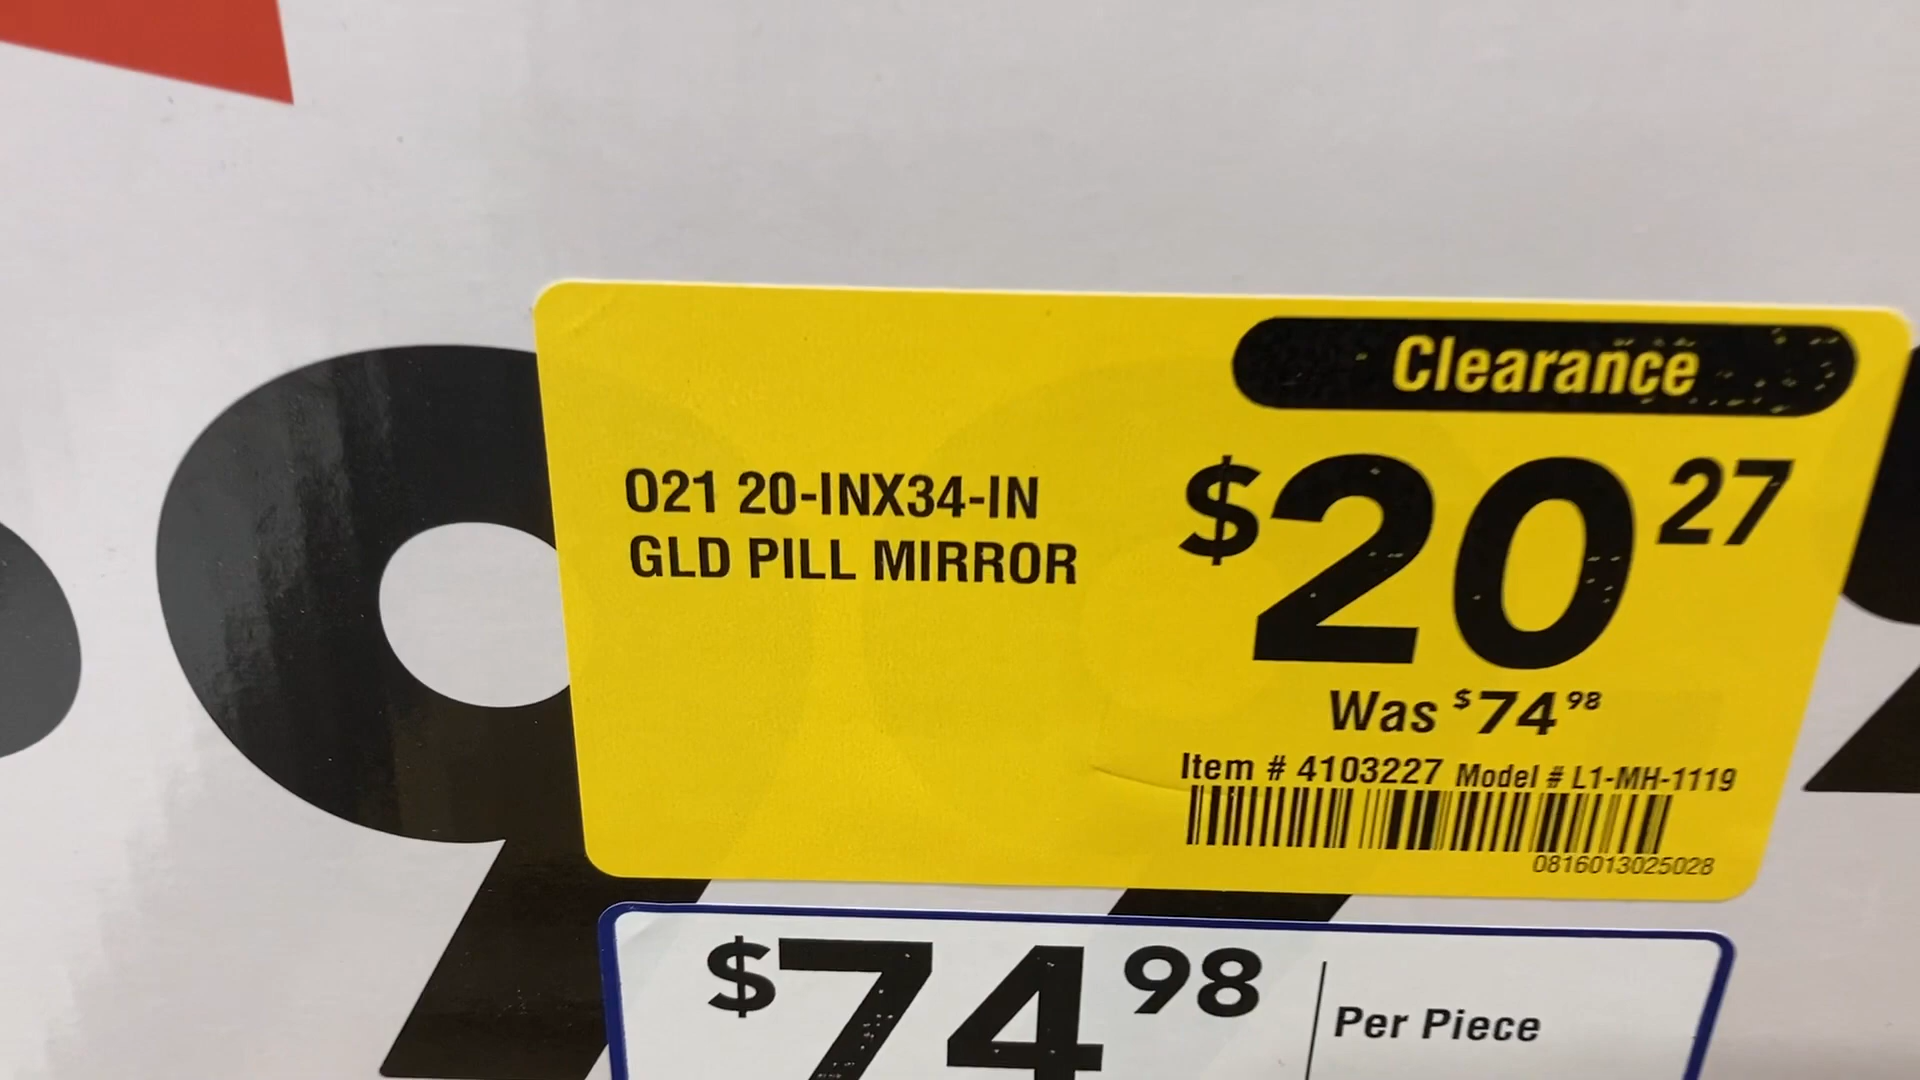 Clearance
O21 20-INX34-IN
GLD PILL MIRROR
$20 27
Was $74 98
Item # 4103227 Model # L1-MH-1119
0816013025028
$74 98 Per Piece